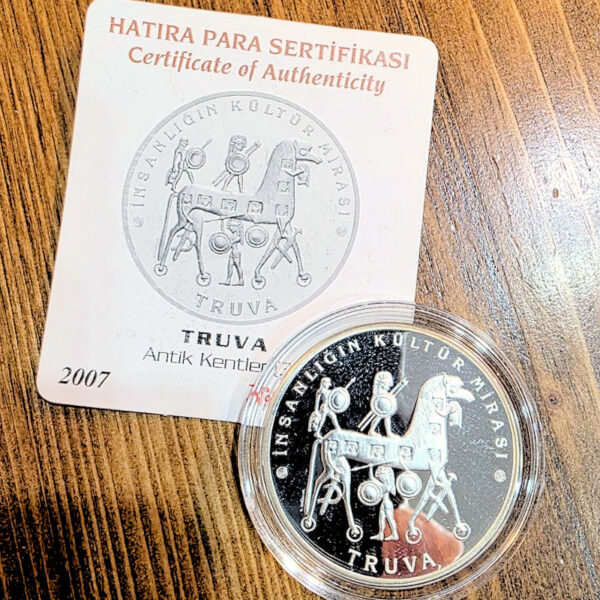 HATIRA PARA SERTİFİKASI
Certificate of Authenticity
İNSANLIĞIN KÜLTÜR MİRASI
TRUVA
TRUVA
Antik Kentler
2007
İNSANLIĞIN KÜLTÜR MİRASI
TRUVA